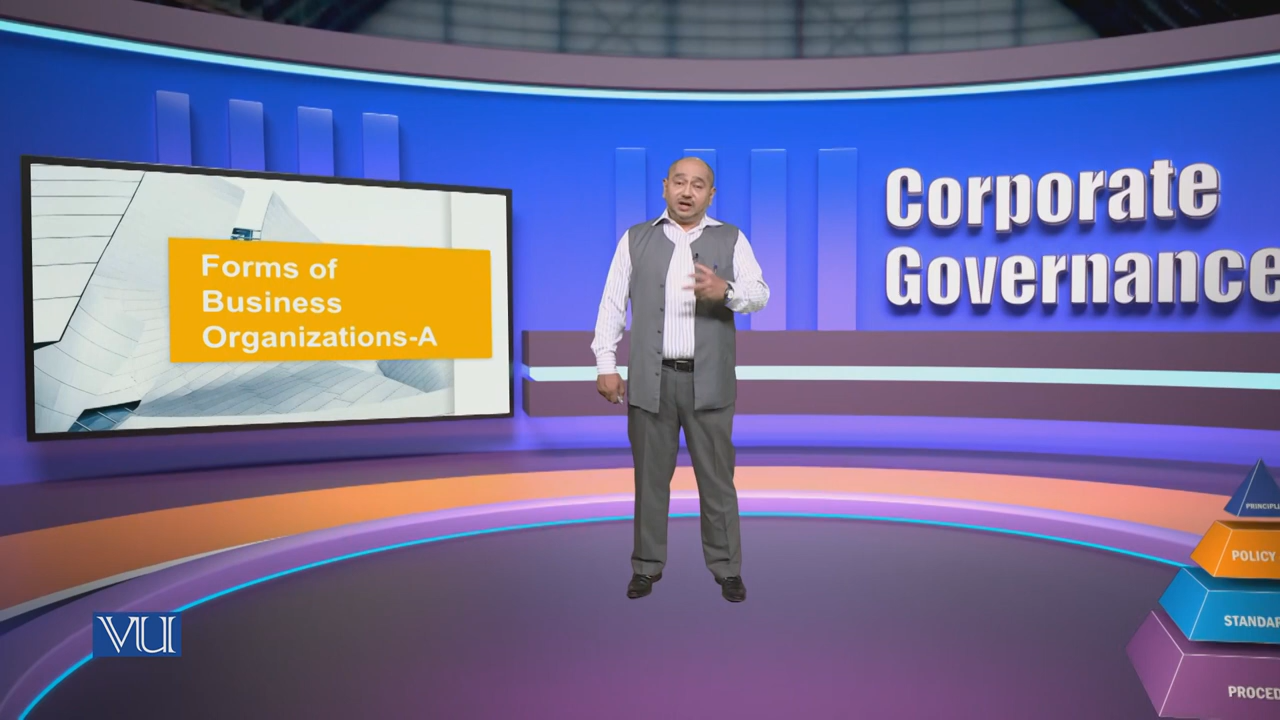 Forms of
Business
Organizations-A
Corporate
Governance
VU
POLICY